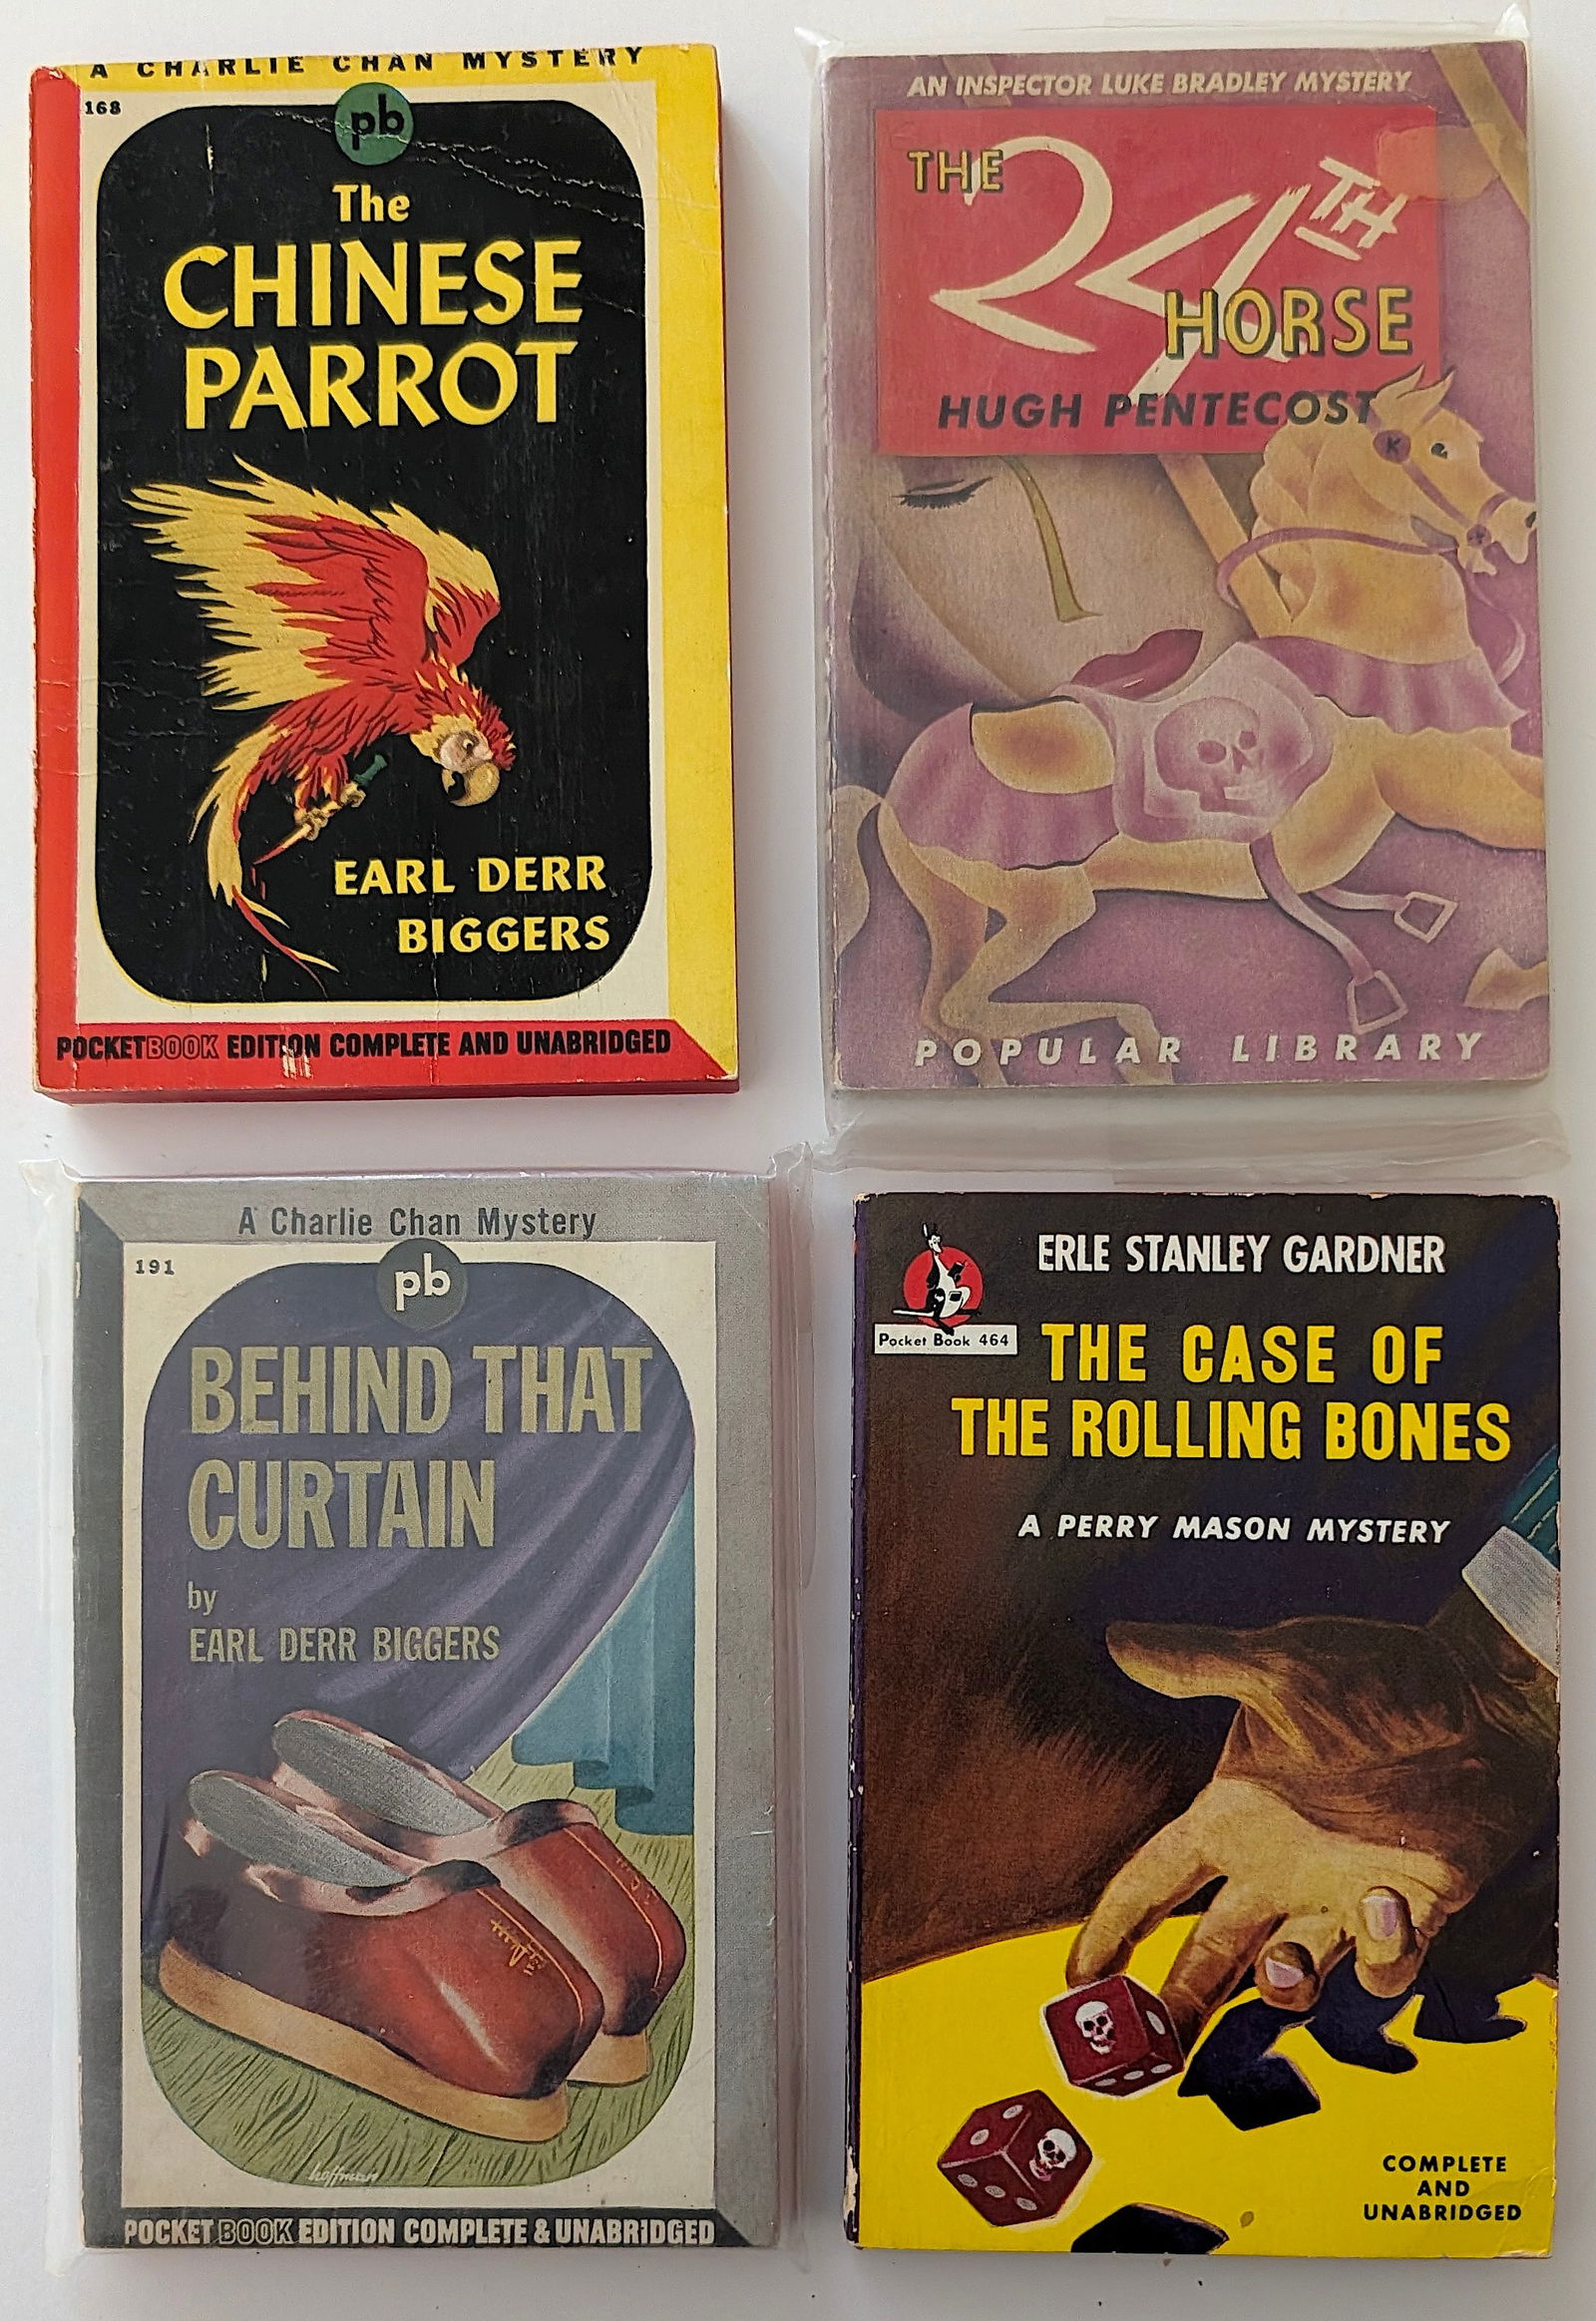 A CHARLIE CHAN MYSTERY
168
pb
The
CHINESE
PARROT
EARL DERR
BIGGERS
POCKETBOOK EDITION COMPLETE AND UNABRIDGED
AN INSPECTOR LUKE BRADLEY MYSTERY
THE
24TH
HORSE
HUGH PENTECOST
K
POPULAR LIBRARY
A Charlie Chan Mystery
191
pb
BEHIND THAT
CURTAIN
by
EARL DERR BIGGERS
hoffman
POCKET BOOK EDITION COMPLETE & UNABRIDGED
ERLE STANLEY GARDNER
Pocket Book 464
THE CASE OF
THE ROLLING BONES
A PERRY MASON MYSTERY
COMPLETE
AND
UNABRIDGED